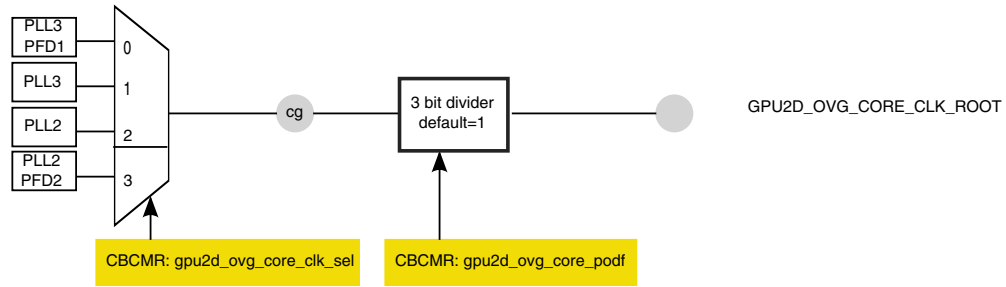 PLL3
PFD1
PLL3
PLL2
PLL2
PFD2
0
1
2
3
cg
3 bit divider
default=1
GPU2D_OVG_CORE_CLK_ROOT
CBCMR: gpu2d_ovg_core_clk_sel
CBCMR: gpu2d_ovg_core_podf